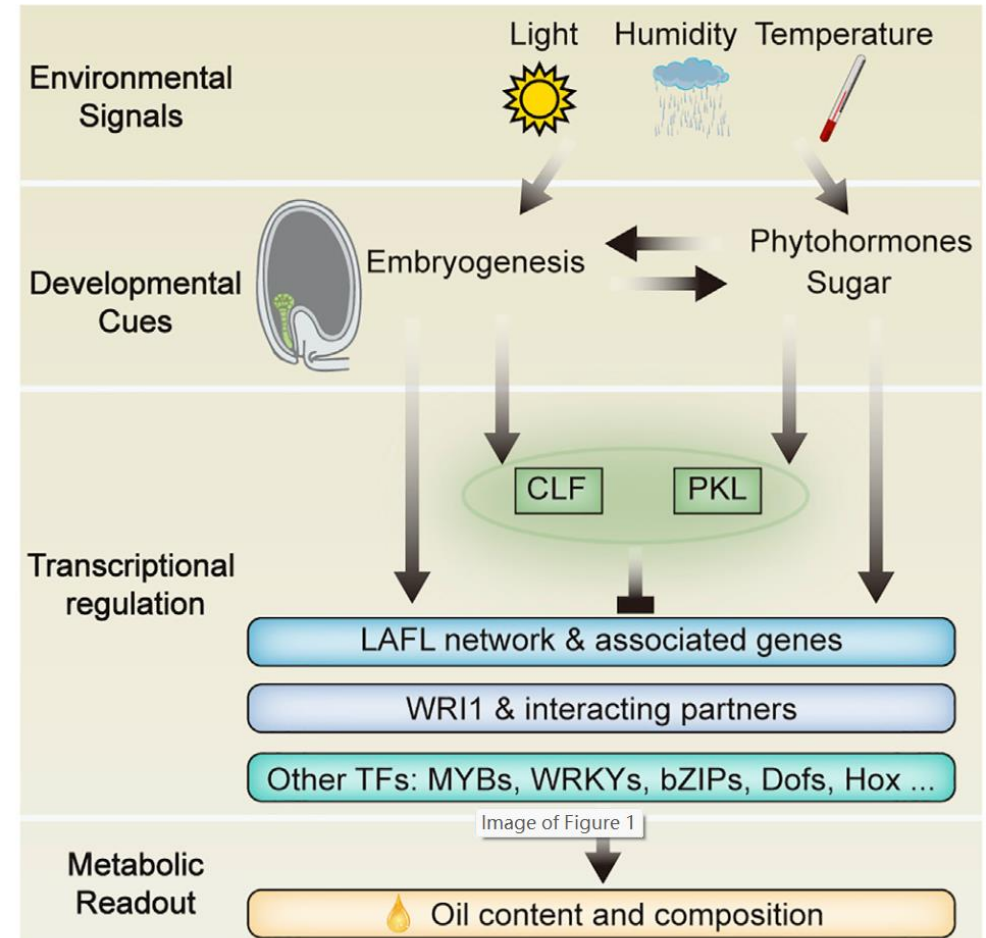 Light Humidity Temperature
Environmental
Signals
Embryogenesis
Phytohormones
Sugar
Developmental
Cues
CLF PKL
Transcriptional
regulation
LAFL network & associated genes
WRI1 & interacting partners
Other TFs: MYBs, WRKYs, bZIPs, Dofs, Hox ...
Image of Figure 1
Metabolic
Readout
Oil content and composition